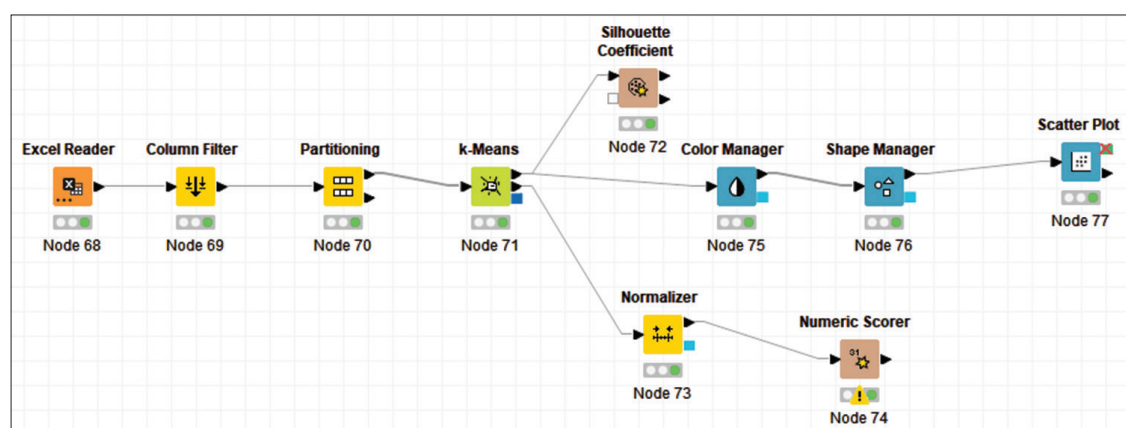 Silhouette
Coefficient
Node 72
Excel Reader
Node 68
Column Filter
Node 69
Partitioning
Node 70
k-Means
Node 71
Color Manager
Node 75
Shape Manager
Node 76
Scatter Plot
Node 77
Normalizer
Node 73
Numeric Scorer
Node 74